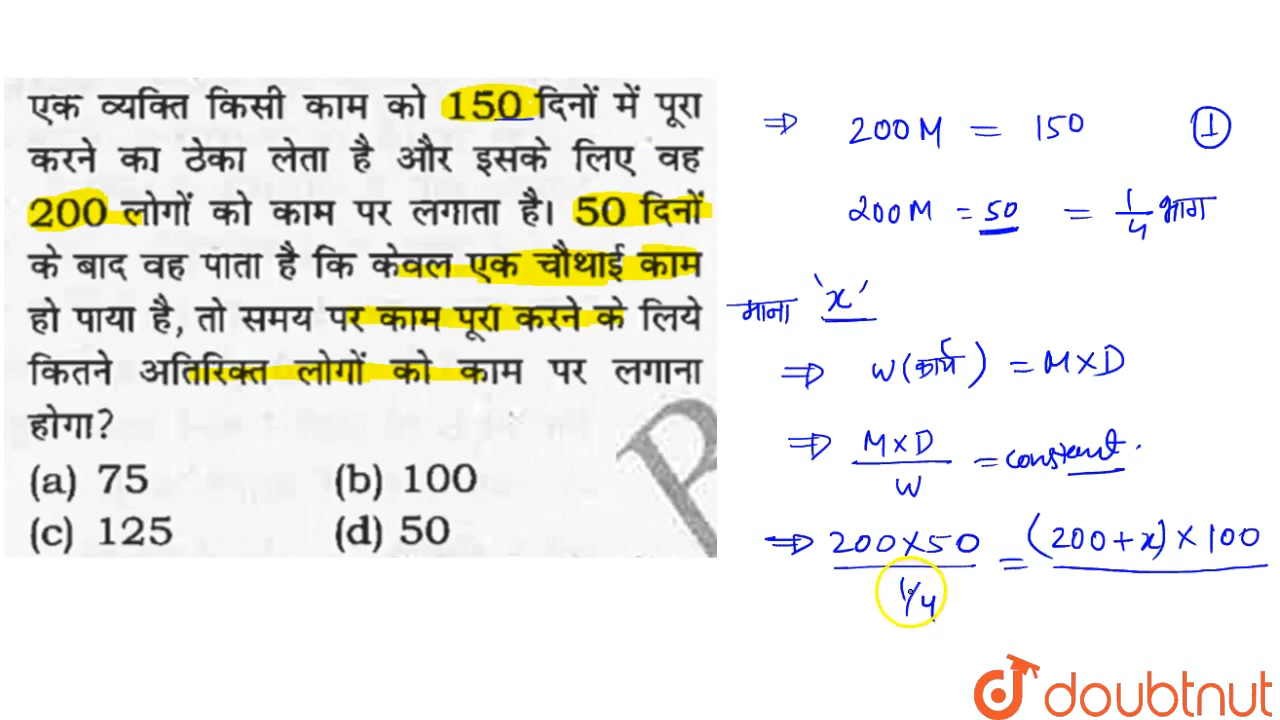 एक व्यक्ति किसी काम को 150 दिनों में पूरा
करने का ठेका लेता है और इसके लिए वह
200 लोगों को काम पर लगाता है। 50 दिनों
के बाद वह पाता है कि केवल एक चौथाई काम
हो पाया है, तो समय पर काम पूरा करने के लिये
कितने अतिरिक्त लोगों को काम पर लगाना
होगा?
(a) 75 (b) 100
(c) 125 (d) 50
⇒ 200M = 150 ①
200M = 50 = 1/4 भाग
माना 'x'
⇒ W (कार्य) = M×D
⇒ M×D/W = constant.
⇒ 200×50/1/4 = (200+x)×100
doubtnut